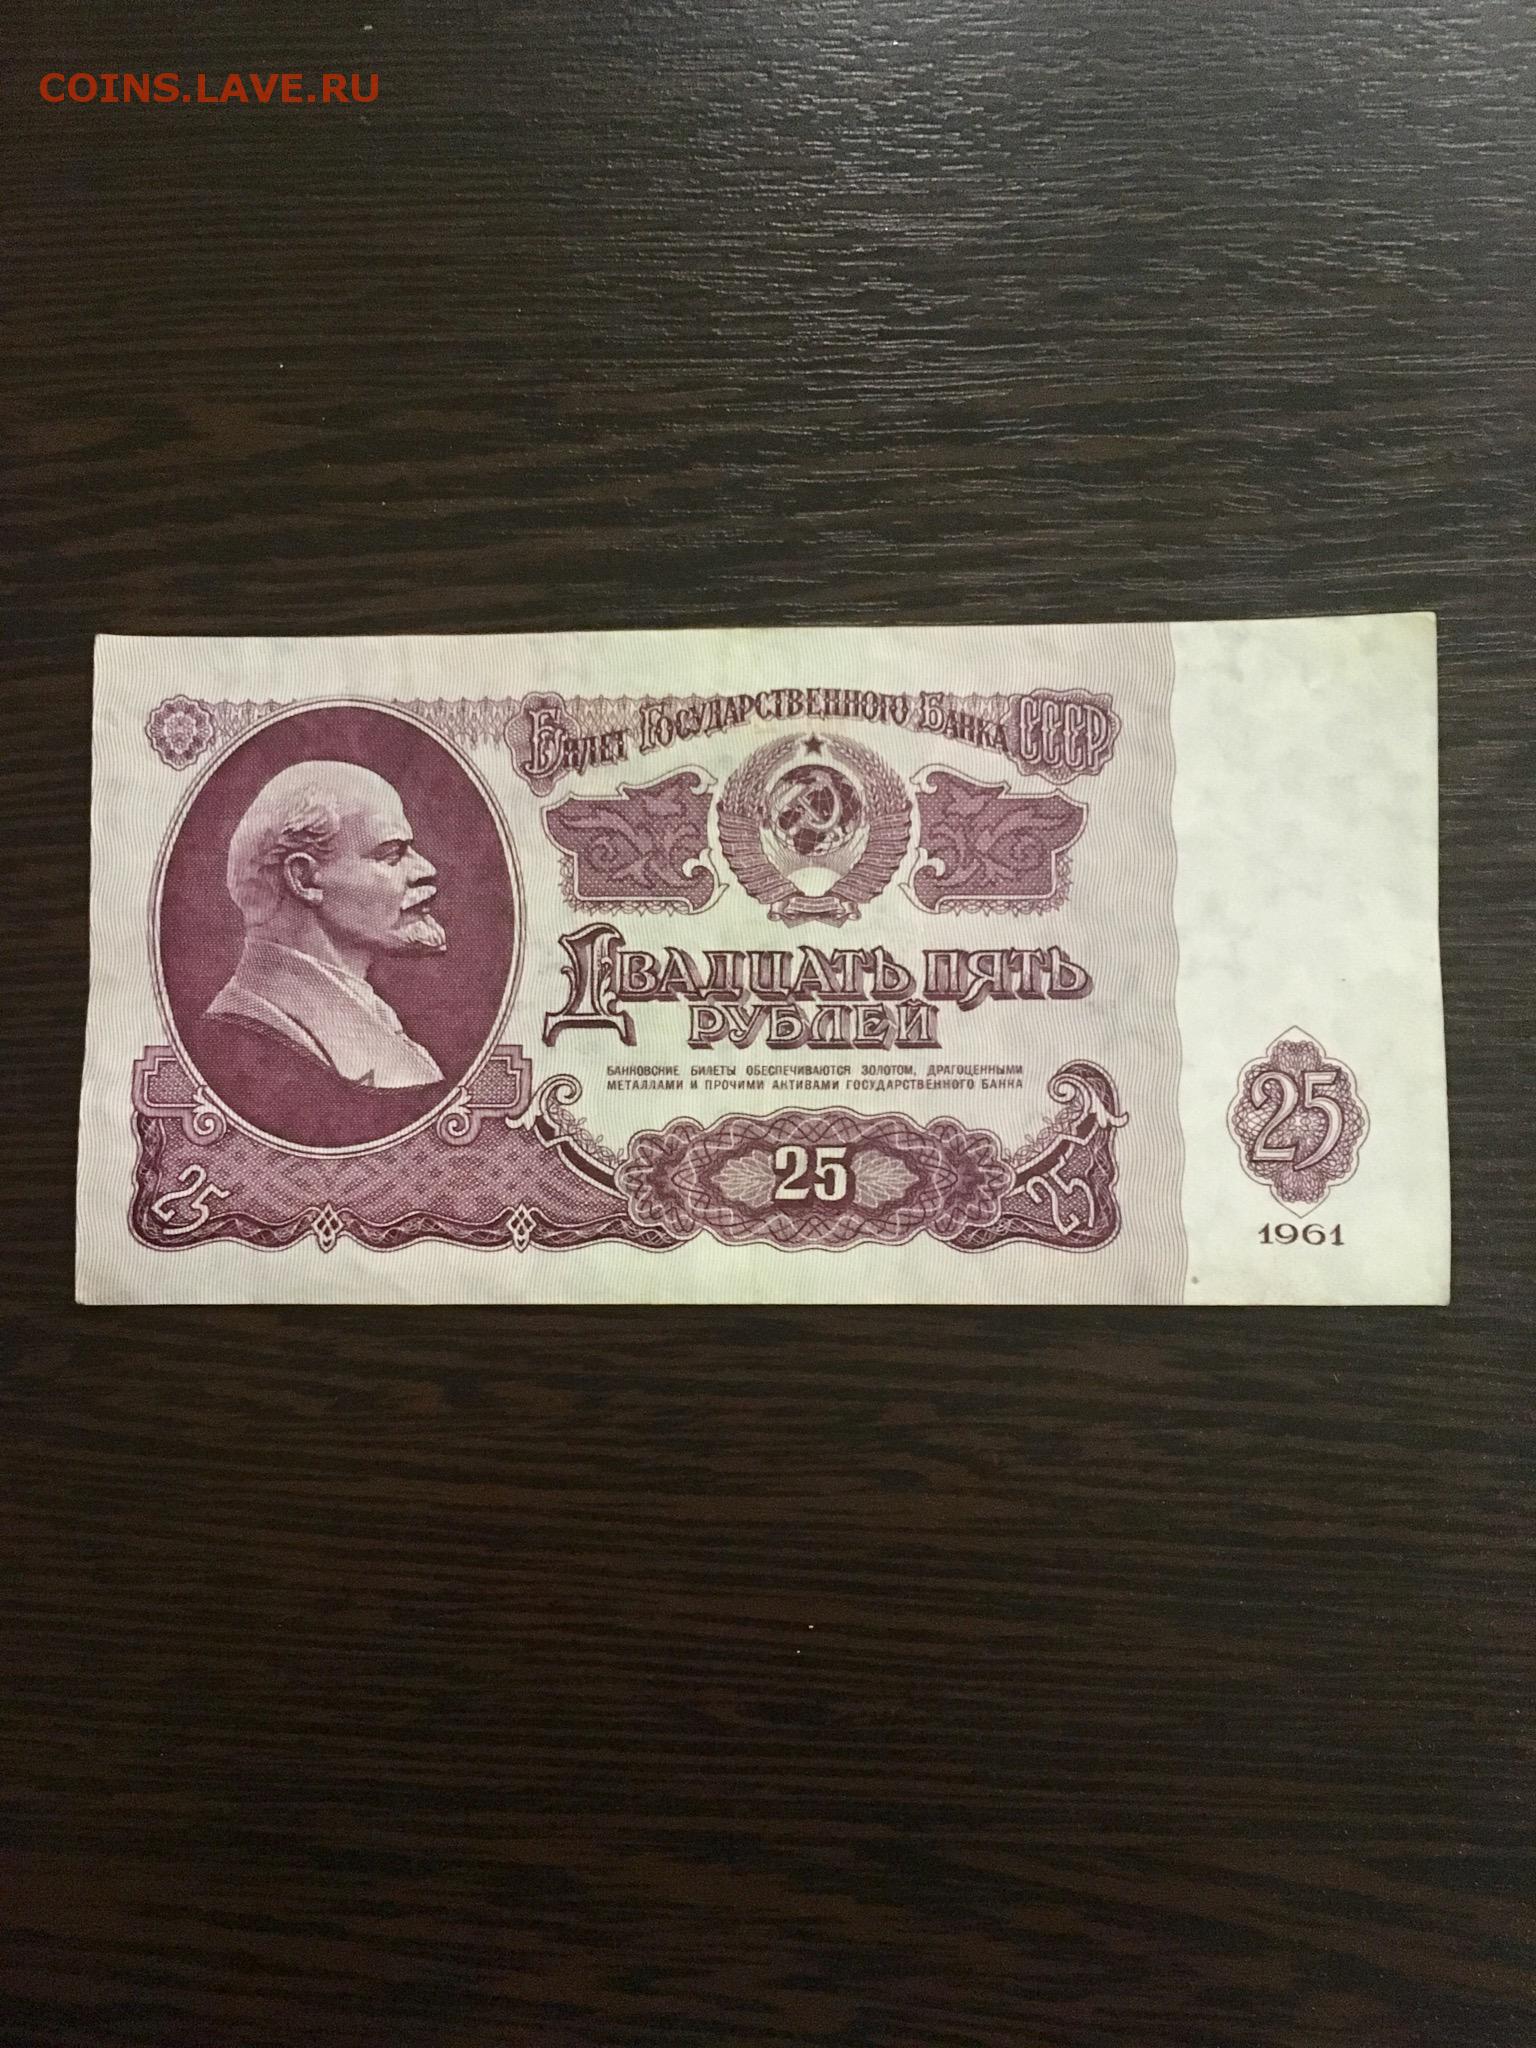 COINS.LAVE.RU
Билет Государственного Банка СССР
Двадцать пять
рублей
БАНКОВСКИЕ БИЛЕТЫ ОБЕСПЕЧИВАЮТСЯ ЗОЛОТОМ, ДРАГОЦЕННЫМИ
МЕТАЛЛАМИ И ПРОЧИМИ АКТИВАМИ ГОСУДАРСТВЕННОГО БАНКА
25
25
25
25
1961